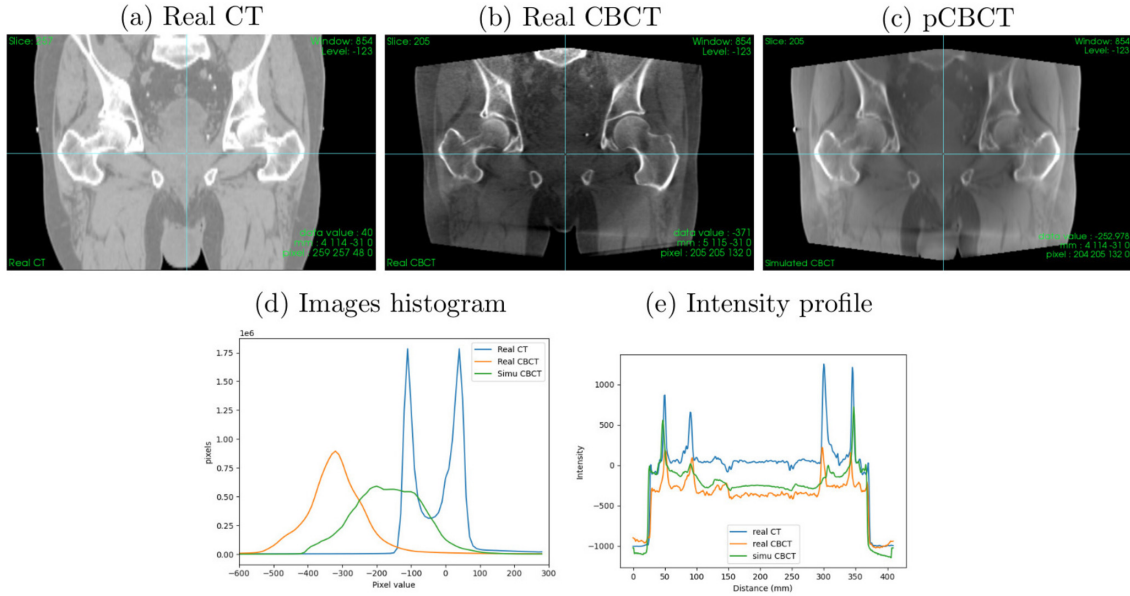 (a) Real CT
(b) Real CBCT
(c) pCBCT
Window: 854
Level: -123
data value : 40
mm : 4 114 -31 0
259 257 48 0
Real CT
Slice: 205
Window: 854
Level: -123
data value : -371
mm : 5 115 -31 0
pixel : 205 205 132 0
Real CBCT
Slice: 205
Window: 854
Level: -123
data value : -252.978
mm : 4 114 -31 0
pixel : 204 205 132 0
Simulated CBCT
(d) Images histogram
1e6
1.75
1.50
1.25
1.00
0.75
0.50
0.25
0.00
pixels
−600
−500
−400
−300
−200
−100
0
100
200
300
Pixel value
Real CT
Real CBCT
Simu CBCT
(e) Intensity profile
1000
500
0
−500
−1000
Intensity
0
50
100
150
200
250
300
350
400
Distance (mm)
real CT
real CBCT
simu CBCT